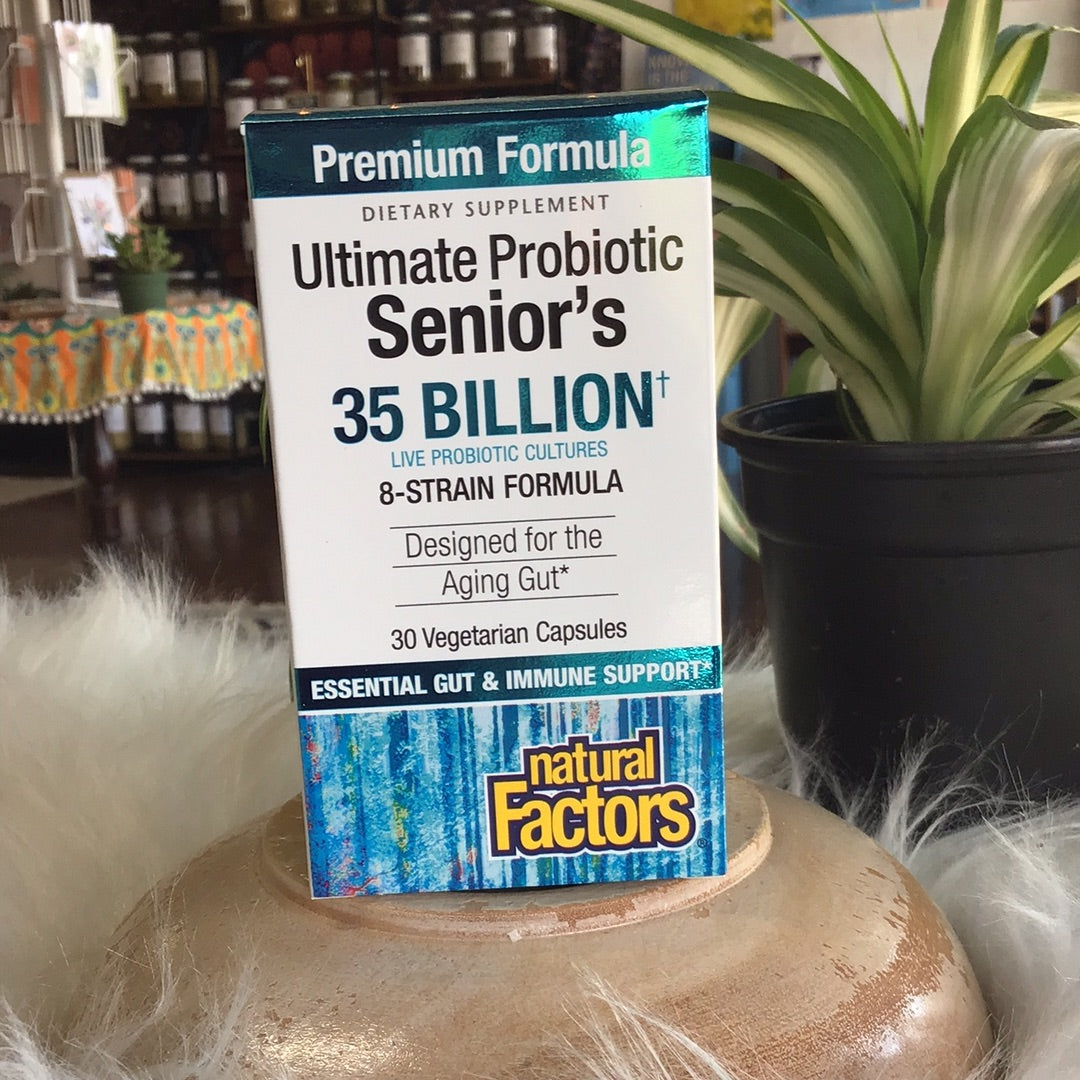 Premium Formula
DIETARY SUPPLEMENT
Ultimate Probiotic
Senior's
35 BILLION†
LIVE PROBIOTIC CULTURES
8-STRAIN FORMULA
Designed for the
Aging Gut*
30 Vegetarian Capsules
ESSENTIAL GUT & IMMUNE SUPPORT*
natural
Factors®